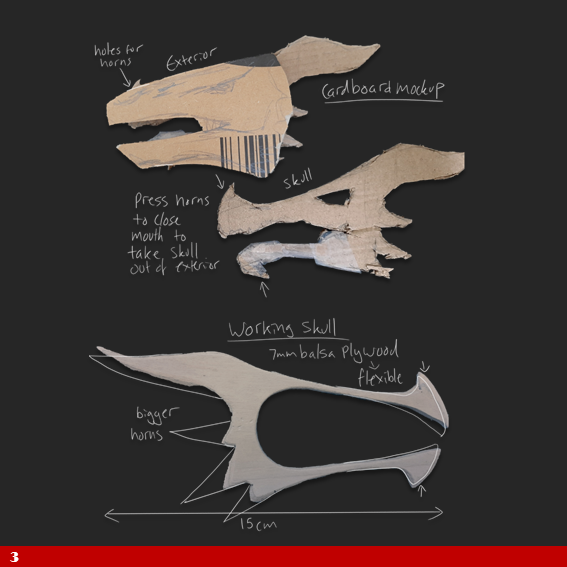 holes for
horns
Exterior
Cardboard mockup
skull
Press horns
to close
mouth to
take skull
out of exterior
Working Skull
7mm balsa Plywood
flexible
bigger
horns
15cm
3